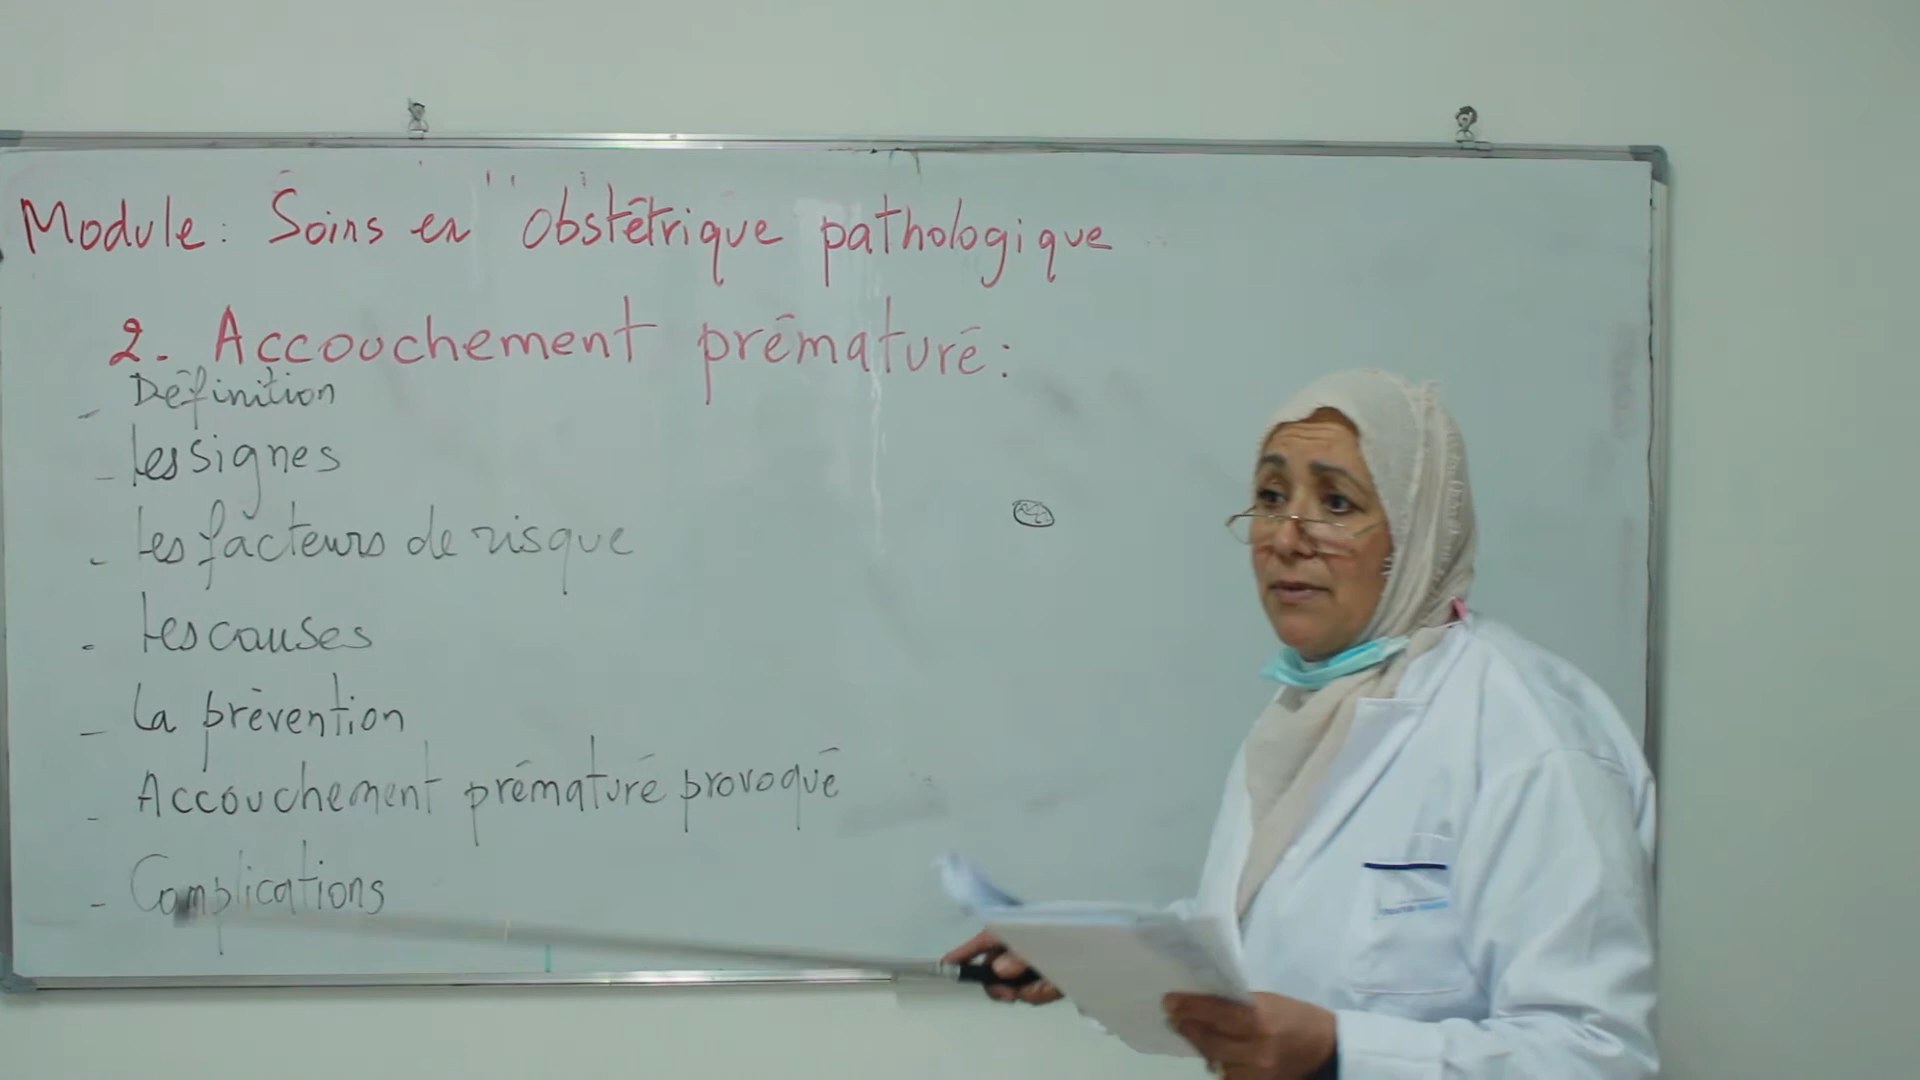 Module: Soins en obstétrique pathologique
2. Accouchement prématuré:
- Définition
- Les signes
- Les facteurs de risque
- Les causes
- La prévention
- Accouchement prématuré provoqué
- Complications